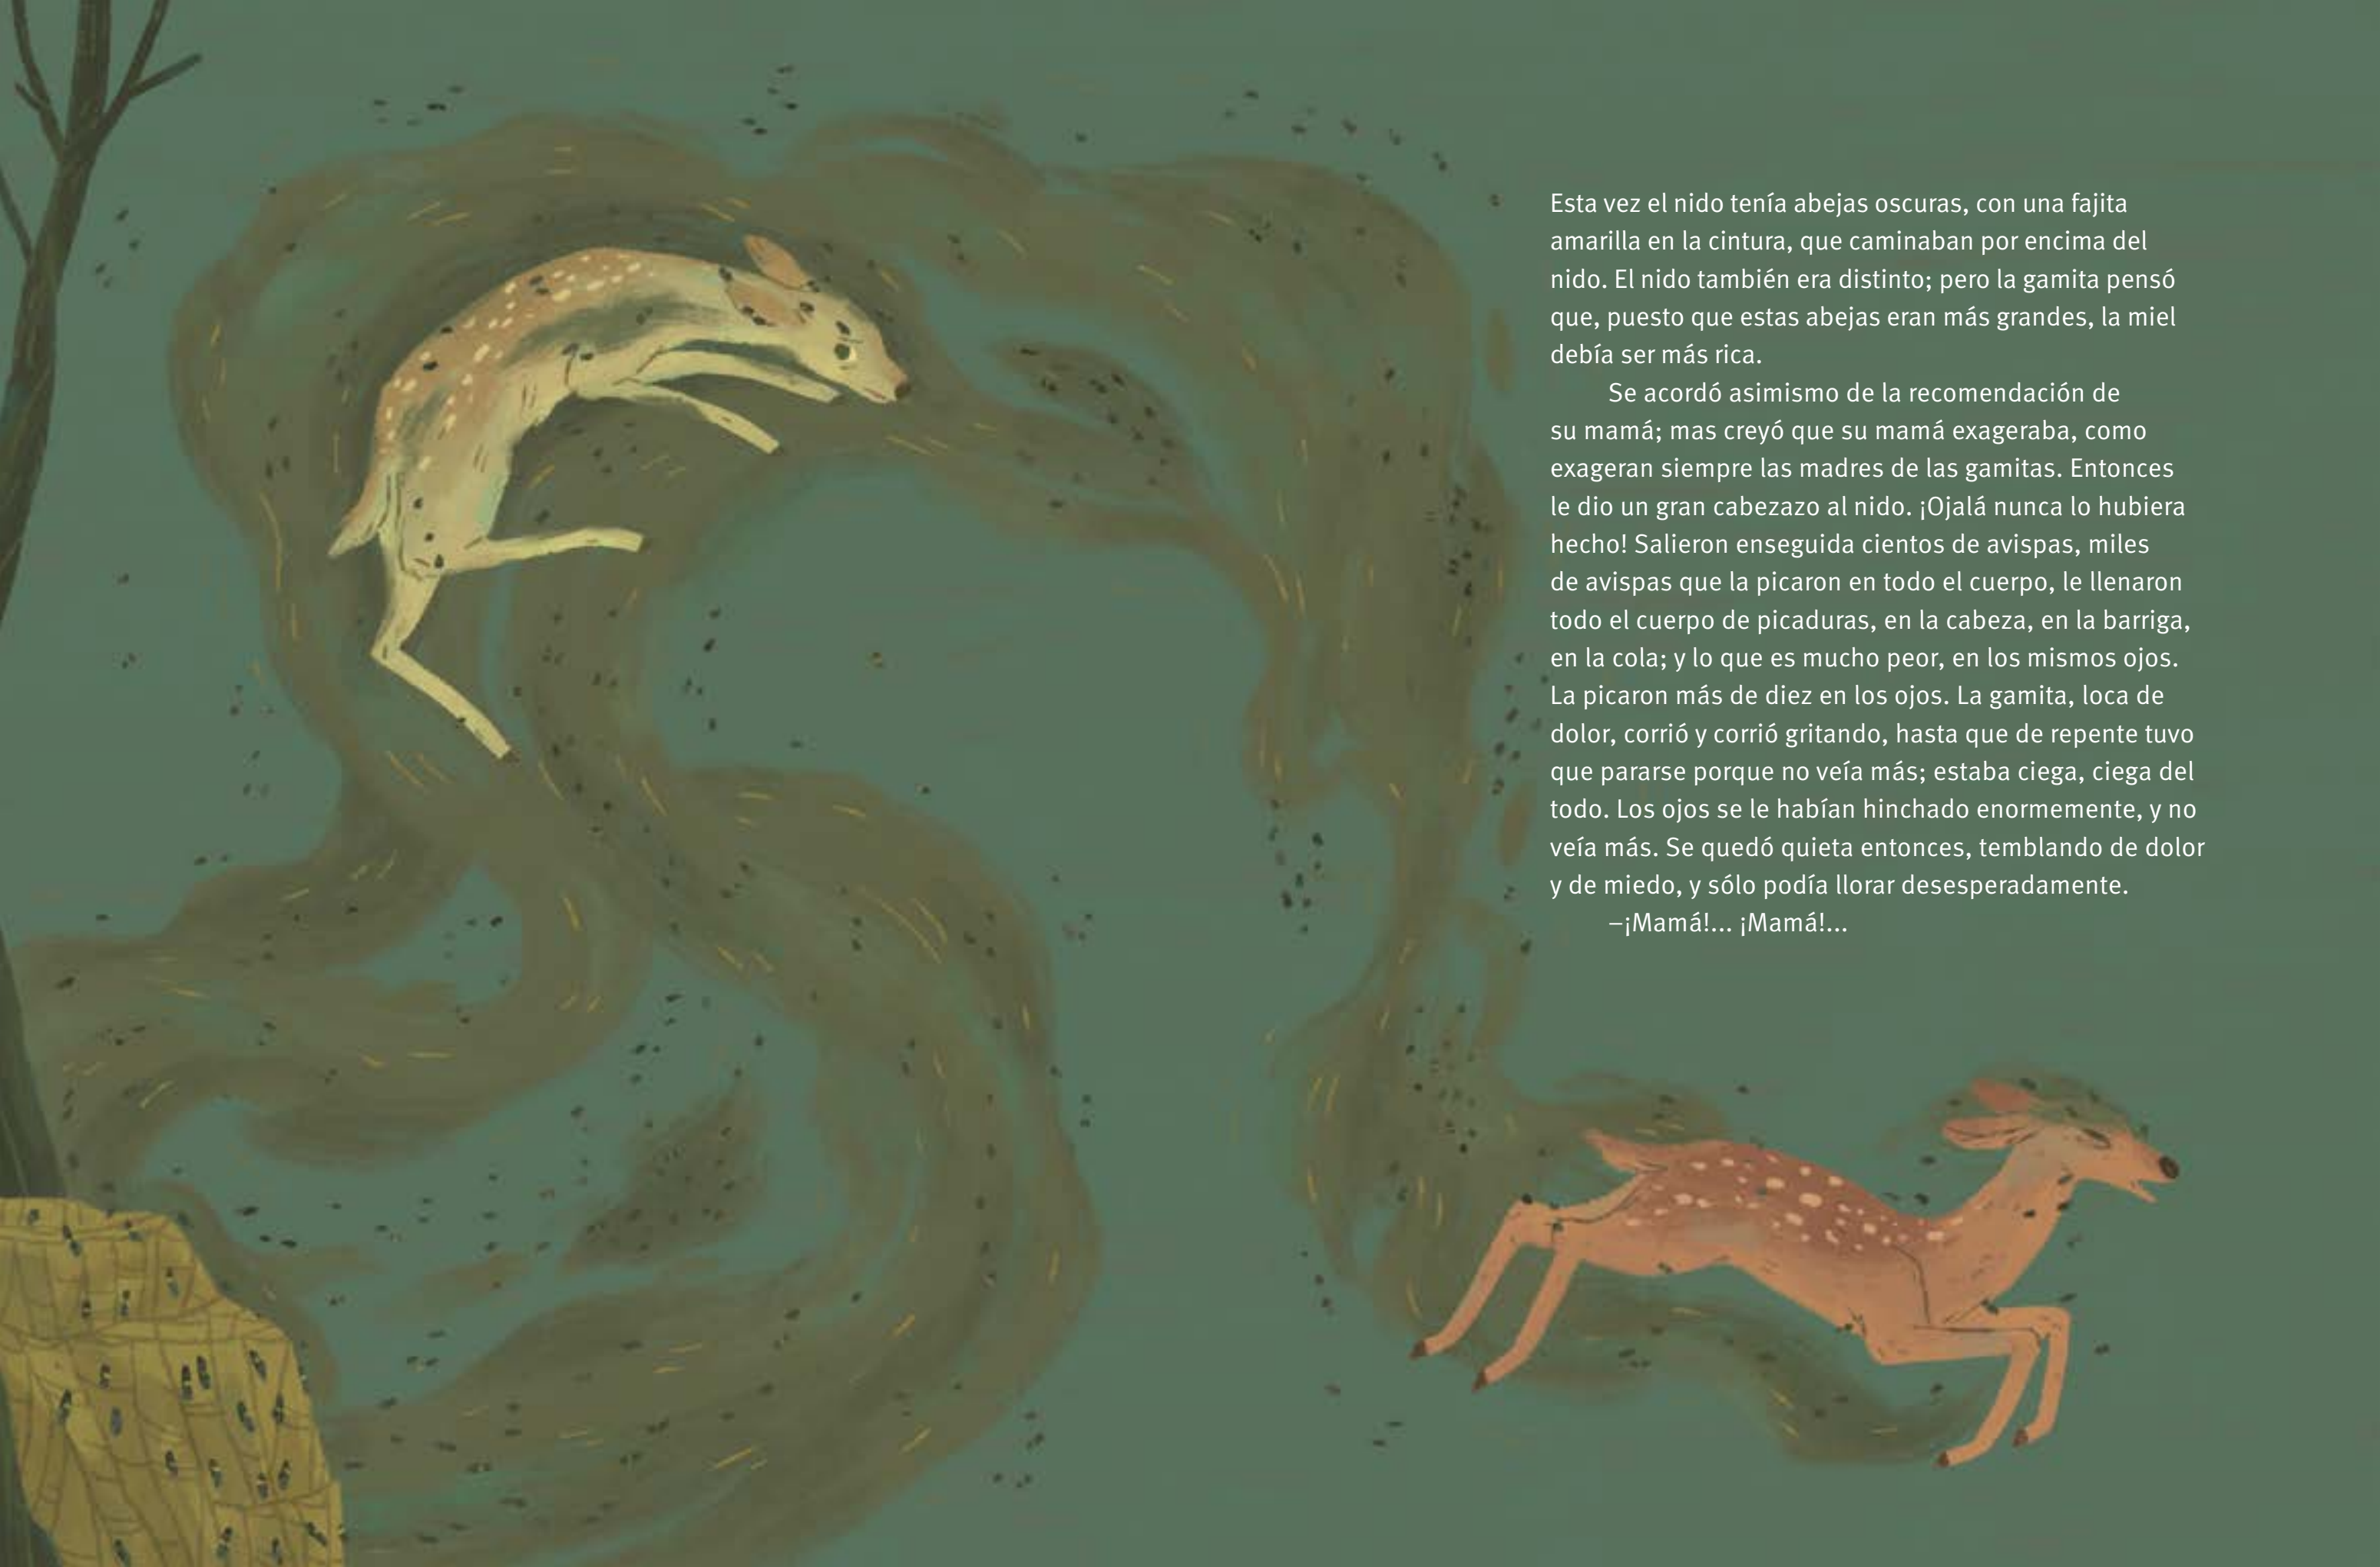 Esta vez el nido tenía abejas oscuras, con una fajita
amarilla en la cintura, que caminaban por encima del
nido. El nido también era distinto; pero la gamita pensó
que, puesto que estas abejas eran más grandes, la miel
debía ser más rica.
Se acordó asimismo de la recomendación de
su mamá; mas creyó que su mamá exageraba, como
exageran siempre las madres de las gamitas. Entonces
le dio un gran cabezazo al nido. ¡Ojalá nunca lo hubiera
hecho! Salieron enseguida cientos de avispas, miles
de avispas que la picaron en todo el cuerpo, le llenaron
todo el cuerpo de picaduras, en la cabeza, en la barriga,
en la cola; y lo que es mucho peor, en los mismos ojos.
La picaron más de diez en los ojos. La gamita, loca de
dolor, corrió y corrió gritando, hasta que de repente tuvo
que pararse porque no veía más; estaba ciega, ciega del
todo. Los ojos se le habían hinchado enormemente, y no
veía más. Se quedó quieta entonces, temblando de dolor
y de miedo, y sólo podía llorar desesperadamente.
–¡Mamá!... ¡Mamá!...